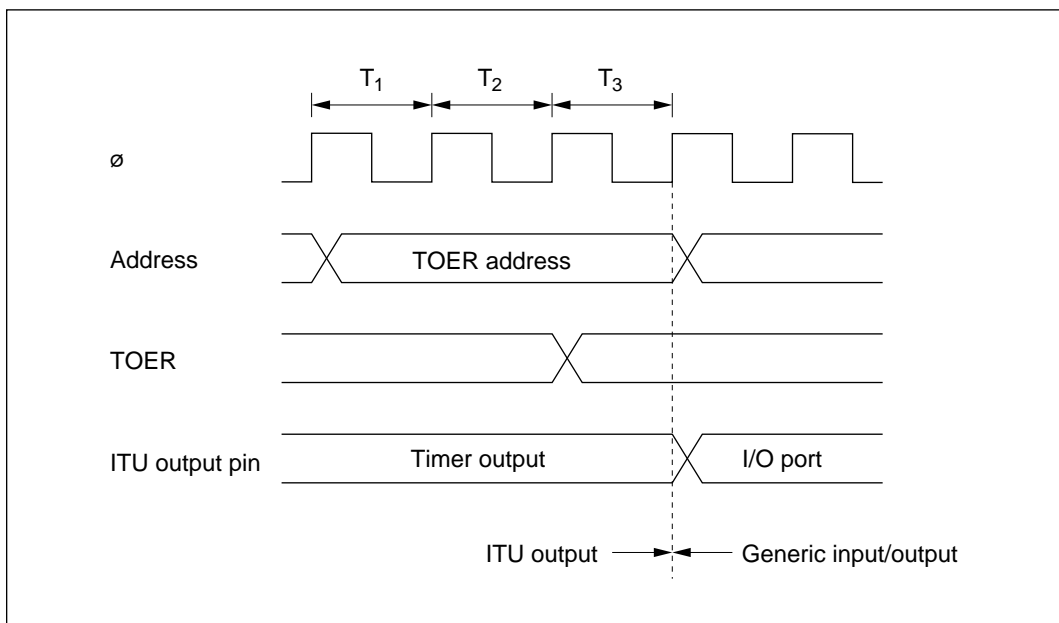 T1 T2 T3
ø
Address TOER address
TOER
ITU output pin Timer output I/O port
ITU output Generic input/output